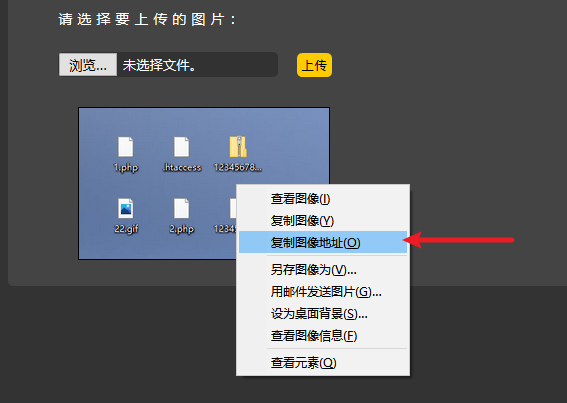 请选择要上传的图片：
浏览... 未选择文件。 上传
1.php .htaccess 12345678...
22.gif 2.php
查看图像(I)
复制图像(Y)
复制图像地址(O)
另存图像为(V)...
用邮件发送图片(G)...
设为桌面背景(S)...
查看图像信息(F)
查看元素(Q)